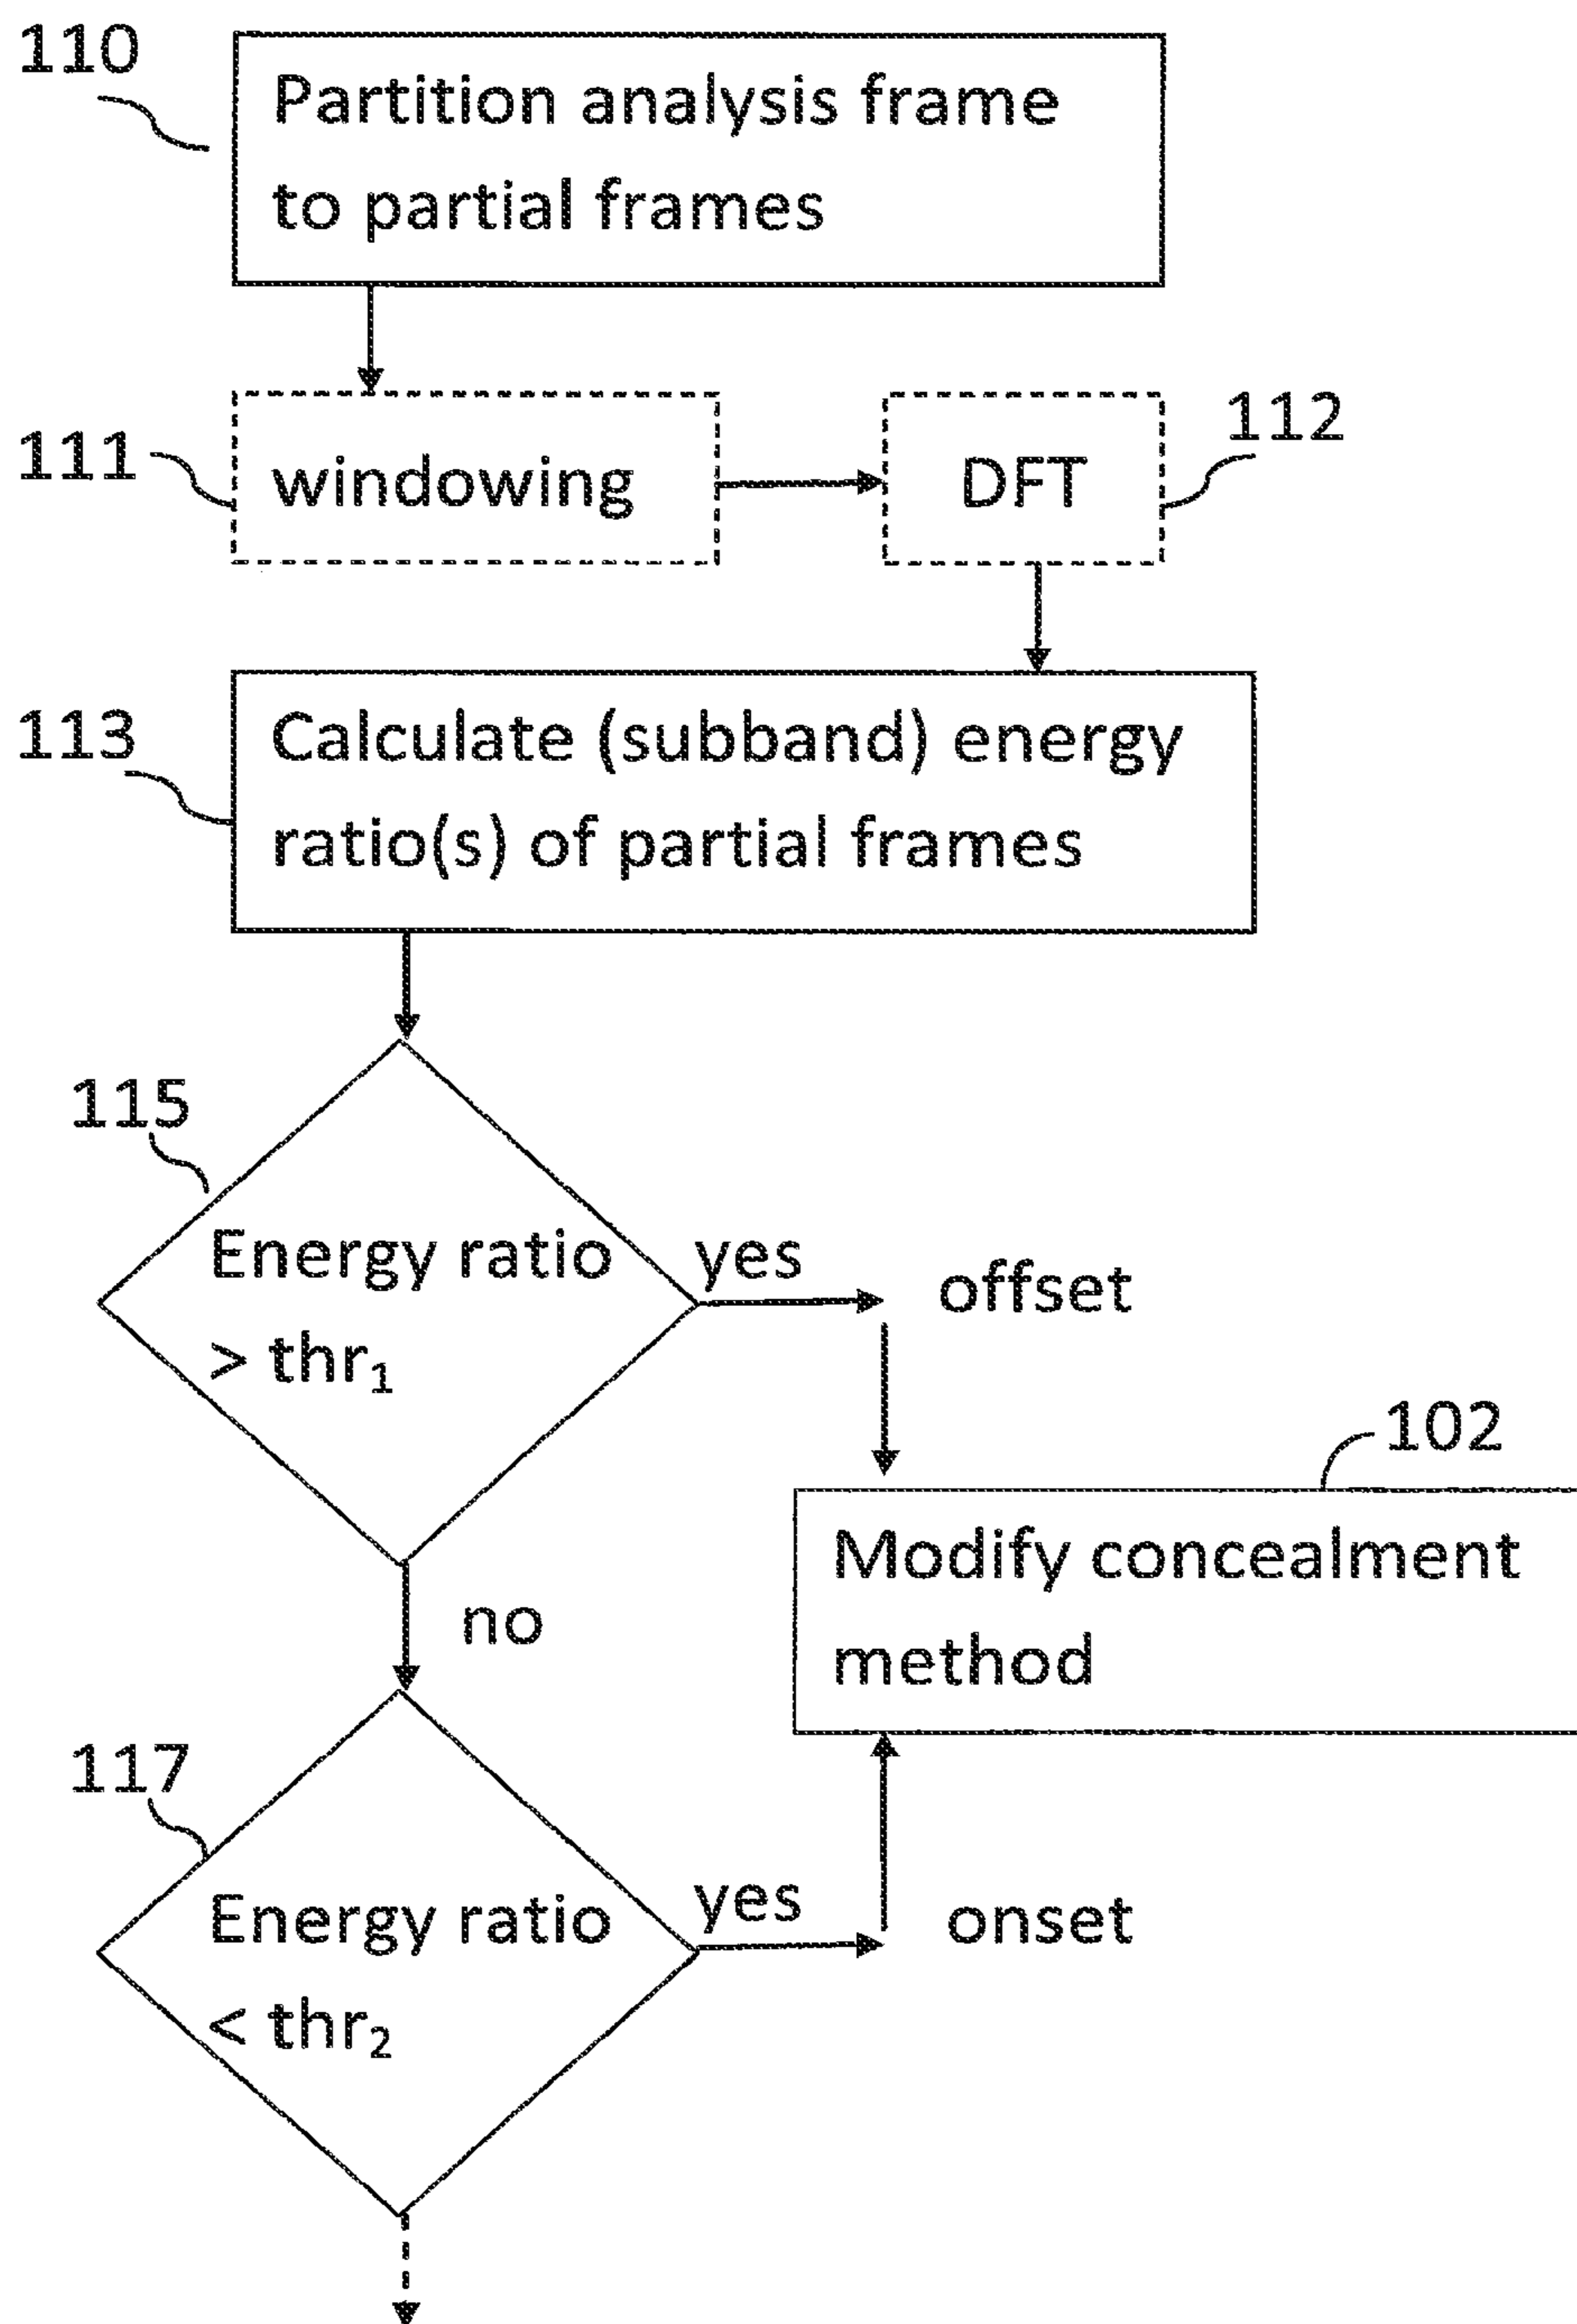 110
Partition analysis frame
to partial frames
111
windowing
DFT
112
113
Calculate (subband) energy
ratio(s) of partial frames
115
Energy ratio
> thr₁
yes
offset
no
102
Modify concealment
method
117
Energy ratio
< thr₂
yes
onset